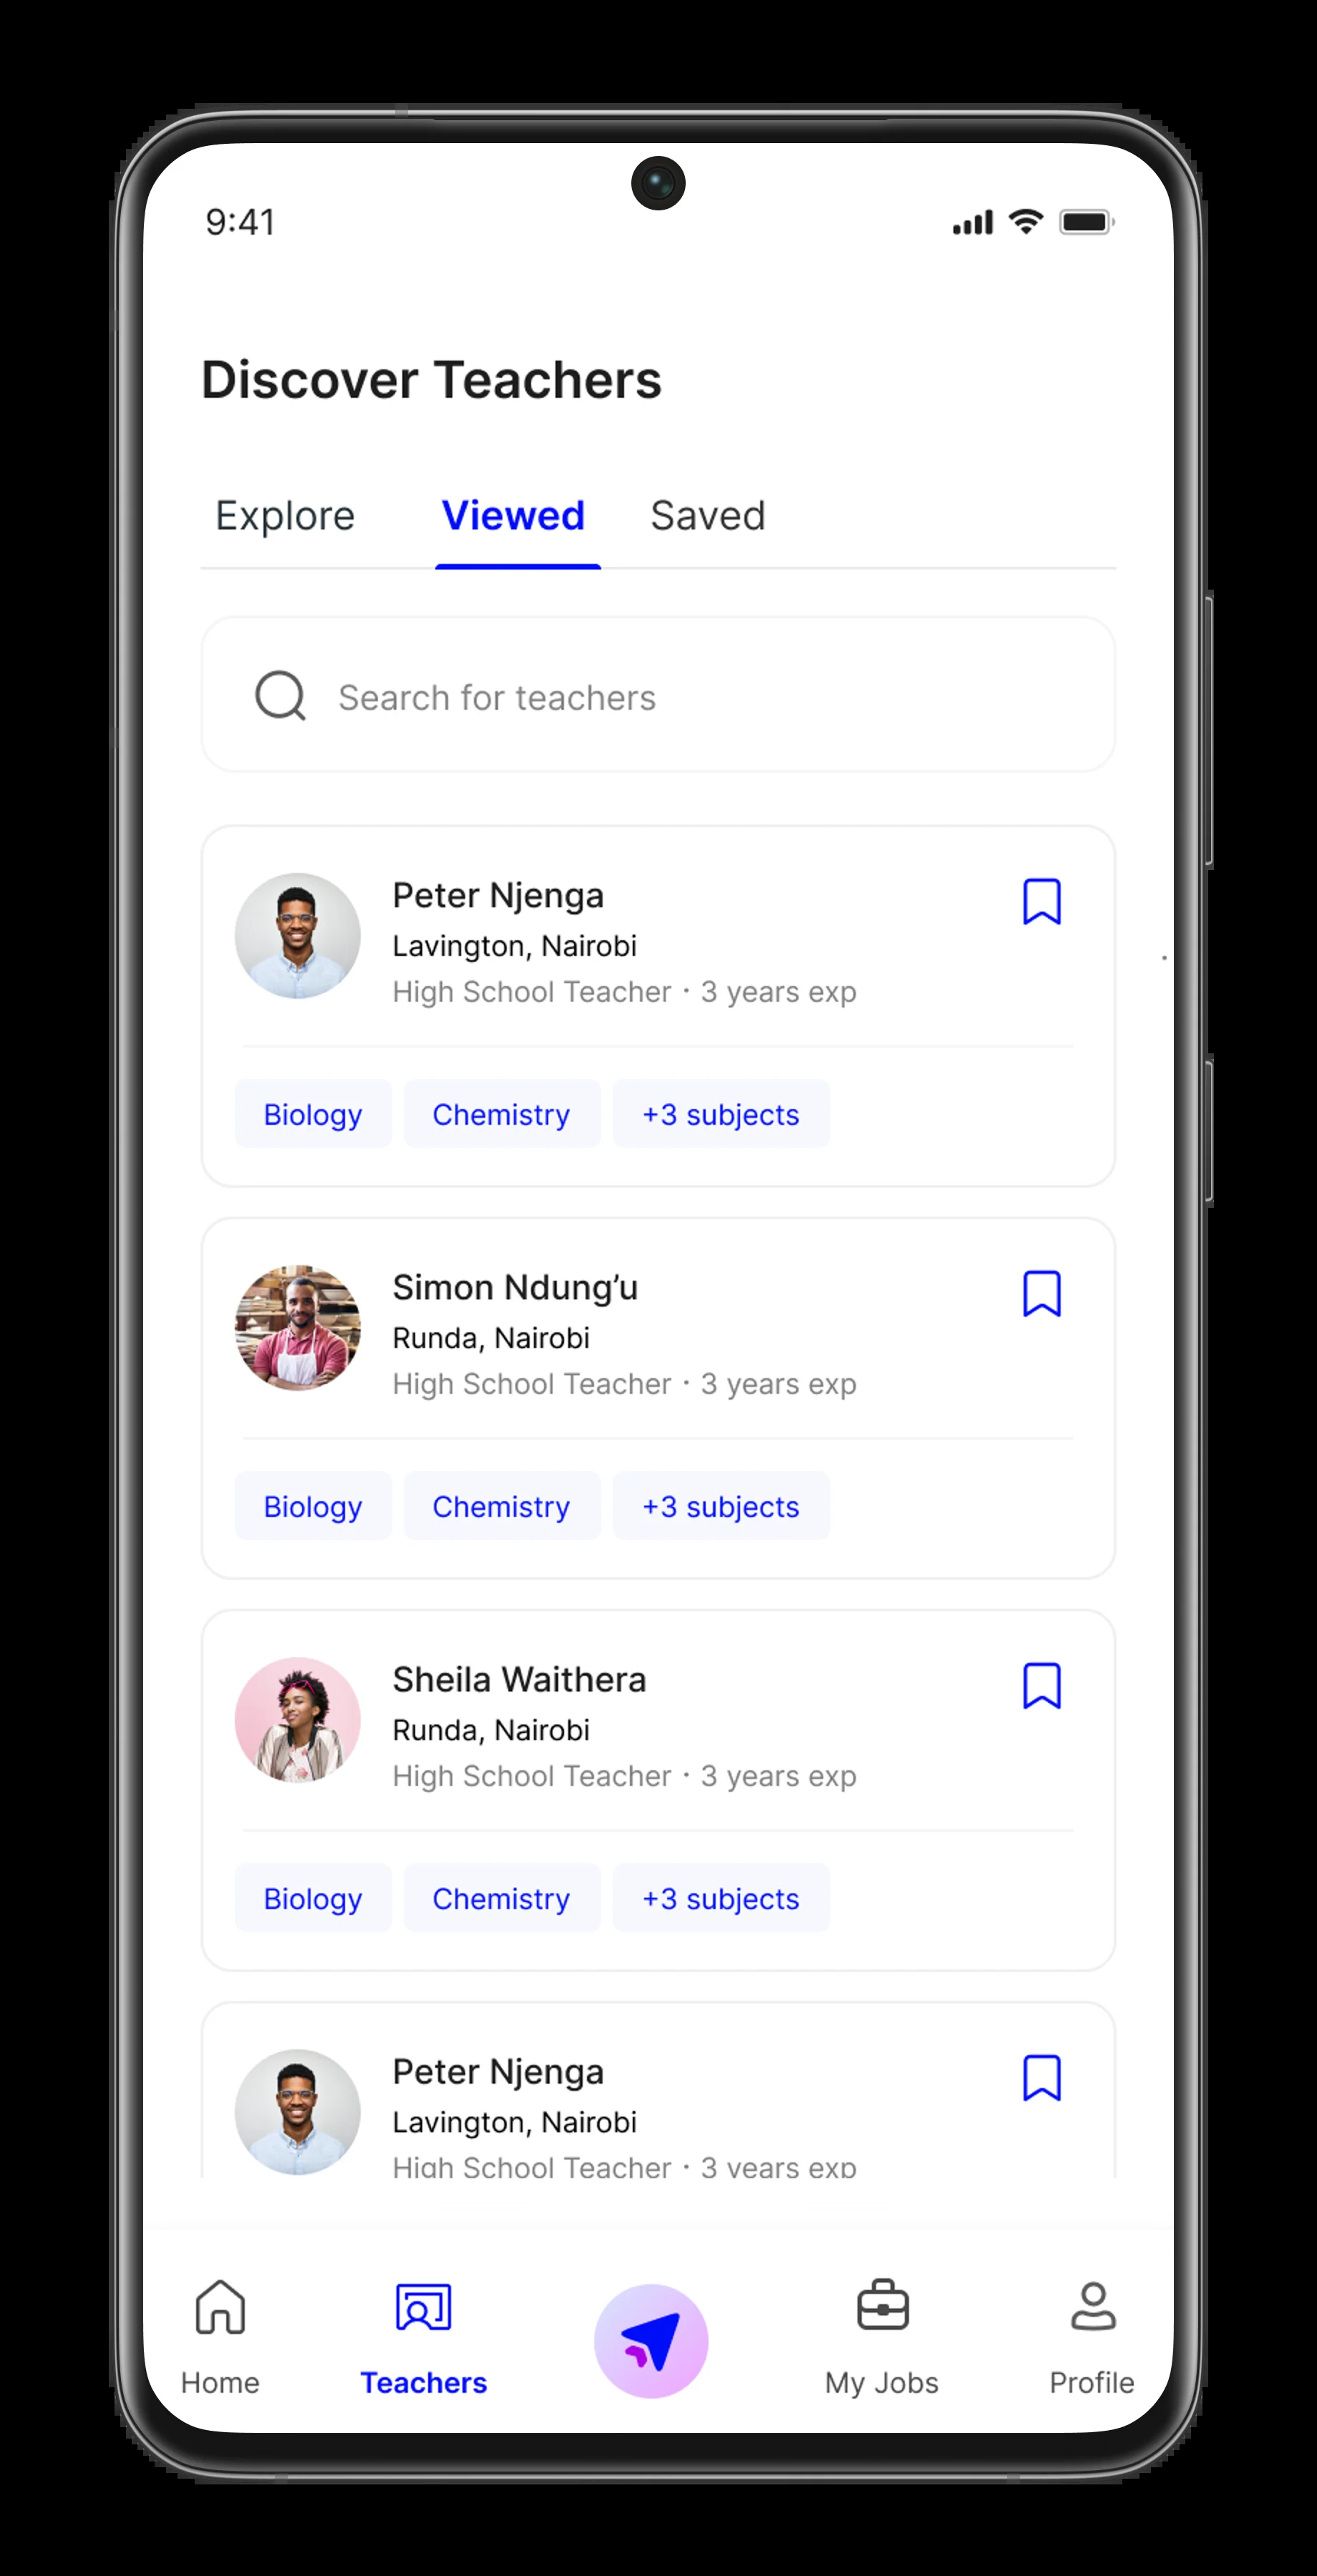 9:41
Discover Teachers
Explore Viewed Saved
Search for teachers
Peter Njenga
Lavington, Nairobi
High School Teacher · 3 years exp
Biology Chemistry +3 subjects
Simon Ndung’u
Runda, Nairobi
High School Teacher · 3 years exp
Biology Chemistry +3 subjects
Sheila Waithera
Runda, Nairobi
High School Teacher · 3 years exp
Biology Chemistry +3 subjects
Peter Njenga
Lavington, Nairobi
High School Teacher · 3 years exp
Home Teachers My Jobs Profile